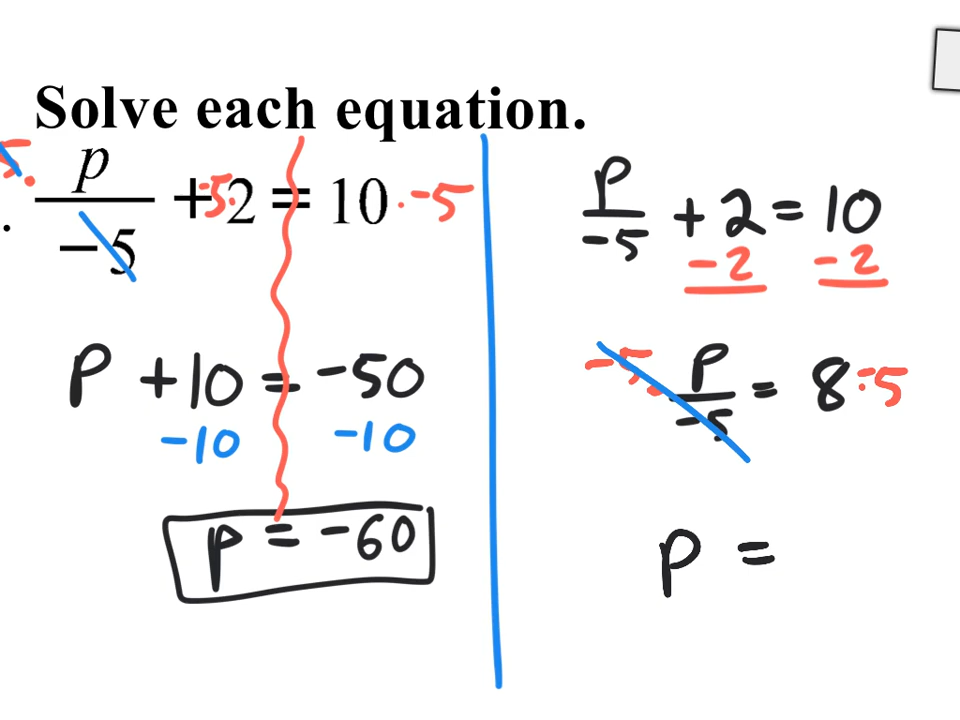 Solve each equation.
-5. p/-5 + -5. 2 = 10 . -5
P + 10 = -50
-10 -10
P = -60
P/-5 + 2 = 10
-2 -2
-5. P/-5 = 8 . -5
P =